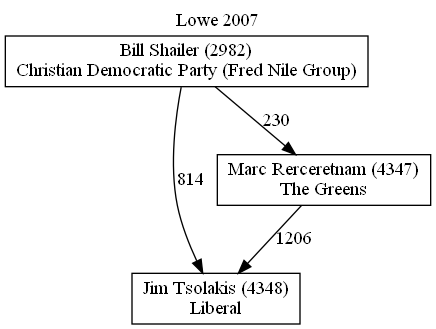 Lowe 2007
Bill Shailer (2982)
Christian Democratic Party (Fred Nile Group)
230
Marc Rerceretnam (4347)
The Greens
814
1206
Jim Tsolakis (4348)
Liberal